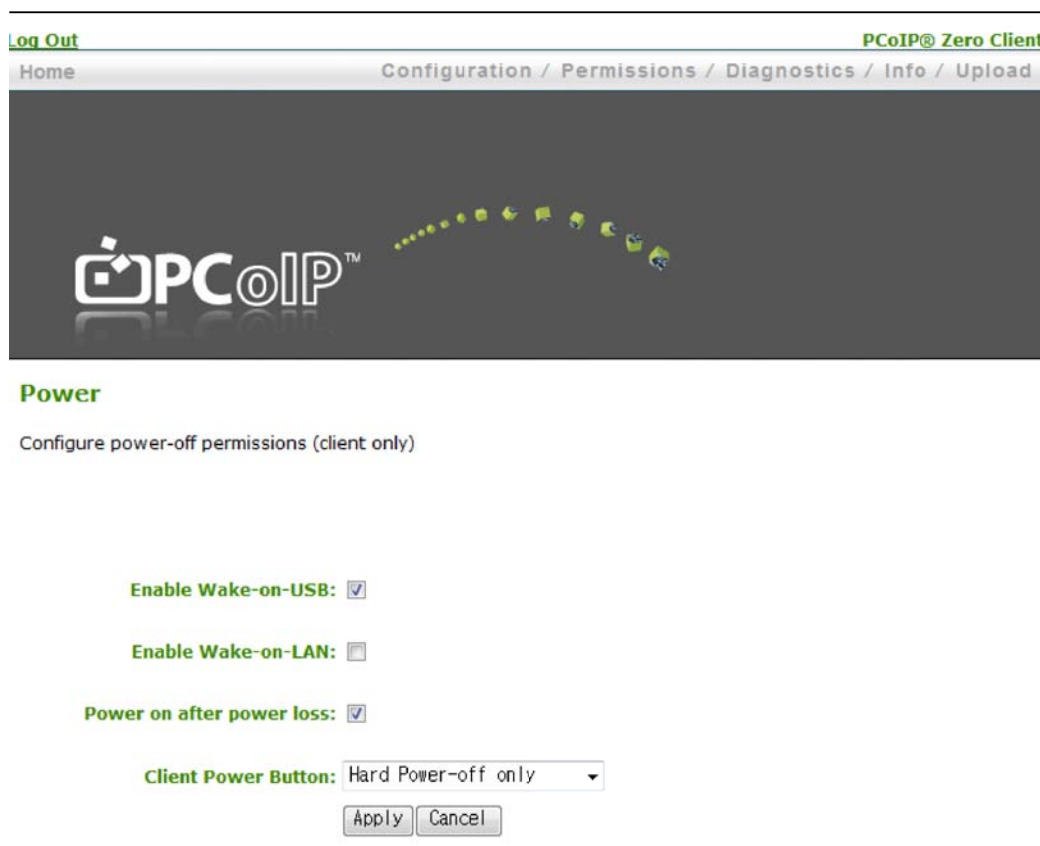 Log Out PCoIP® Zero Client
Home Configuration / Permissions / Diagnostics / Info / Upload
PCoIP™
Power
Configure power-off permissions (client only)
Enable Wake-on-USB:
Enable Wake-on-LAN:
Power on after power loss:
Client Power Button: Hard Power-off only
Apply Cancel